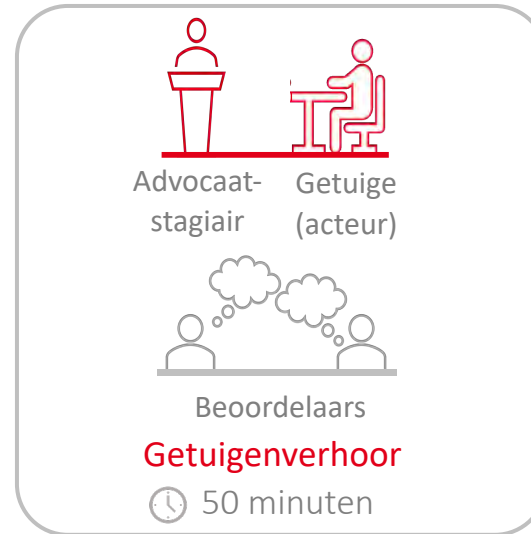 Advocaat-
stagiair
Getuige
(acteur)
Beoordelaars
Getuigenverhoor
50 minuten